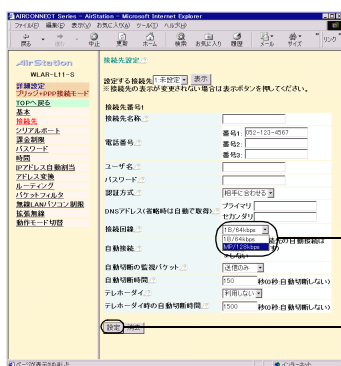 AIRCONNECT Series - AirStation - Microsoft Internet Explorer
ファイル(F) 編集(E) 表示(V) お気に入り(A) ツール(T) ヘルプ(H)
戻る 中止 更新 ホーム 検索 お気に入り 履歴 メール サイズ リンク
AirStation
WLAR-L11-S
詳細設定
ブリッジ+PPP接続モード
TOPへ戻る
基本
接続先
シリアルポート
課金制限
パスワード
時間
IPアドレス自動割当
アドレス変換
ルーティング
パケットフィルタ
無線LANパソコン制限
拡張無線
動作モード切替
接続先設定
設定する接続先 1:未設定 表示
※接続先の表示が変更されない場合は表示ボタンを押してください。
接続先番号1
接続先名称
電話番号
番号1: 052-123-4567
番号2:
番号3:
ユーザ名
パスワード
認証方式 相手に合わせる
DNSアドレス(省略時は自動で取得)
プライマリ
セカンダリ
接続回線 1B/64kbps
1B/64kbps
MP/128kbps
続先の自動接続は
自動接続
自動切断の監視パケット 送信のみ
自動切断時間 150 秒(0秒:自動切断しない)
テレホーダイ 利用しない
テレホーダイ時の自動切断時間 1500 秒(0秒:自動切断しない)
設定 消去
ページが表示されました
インターネット